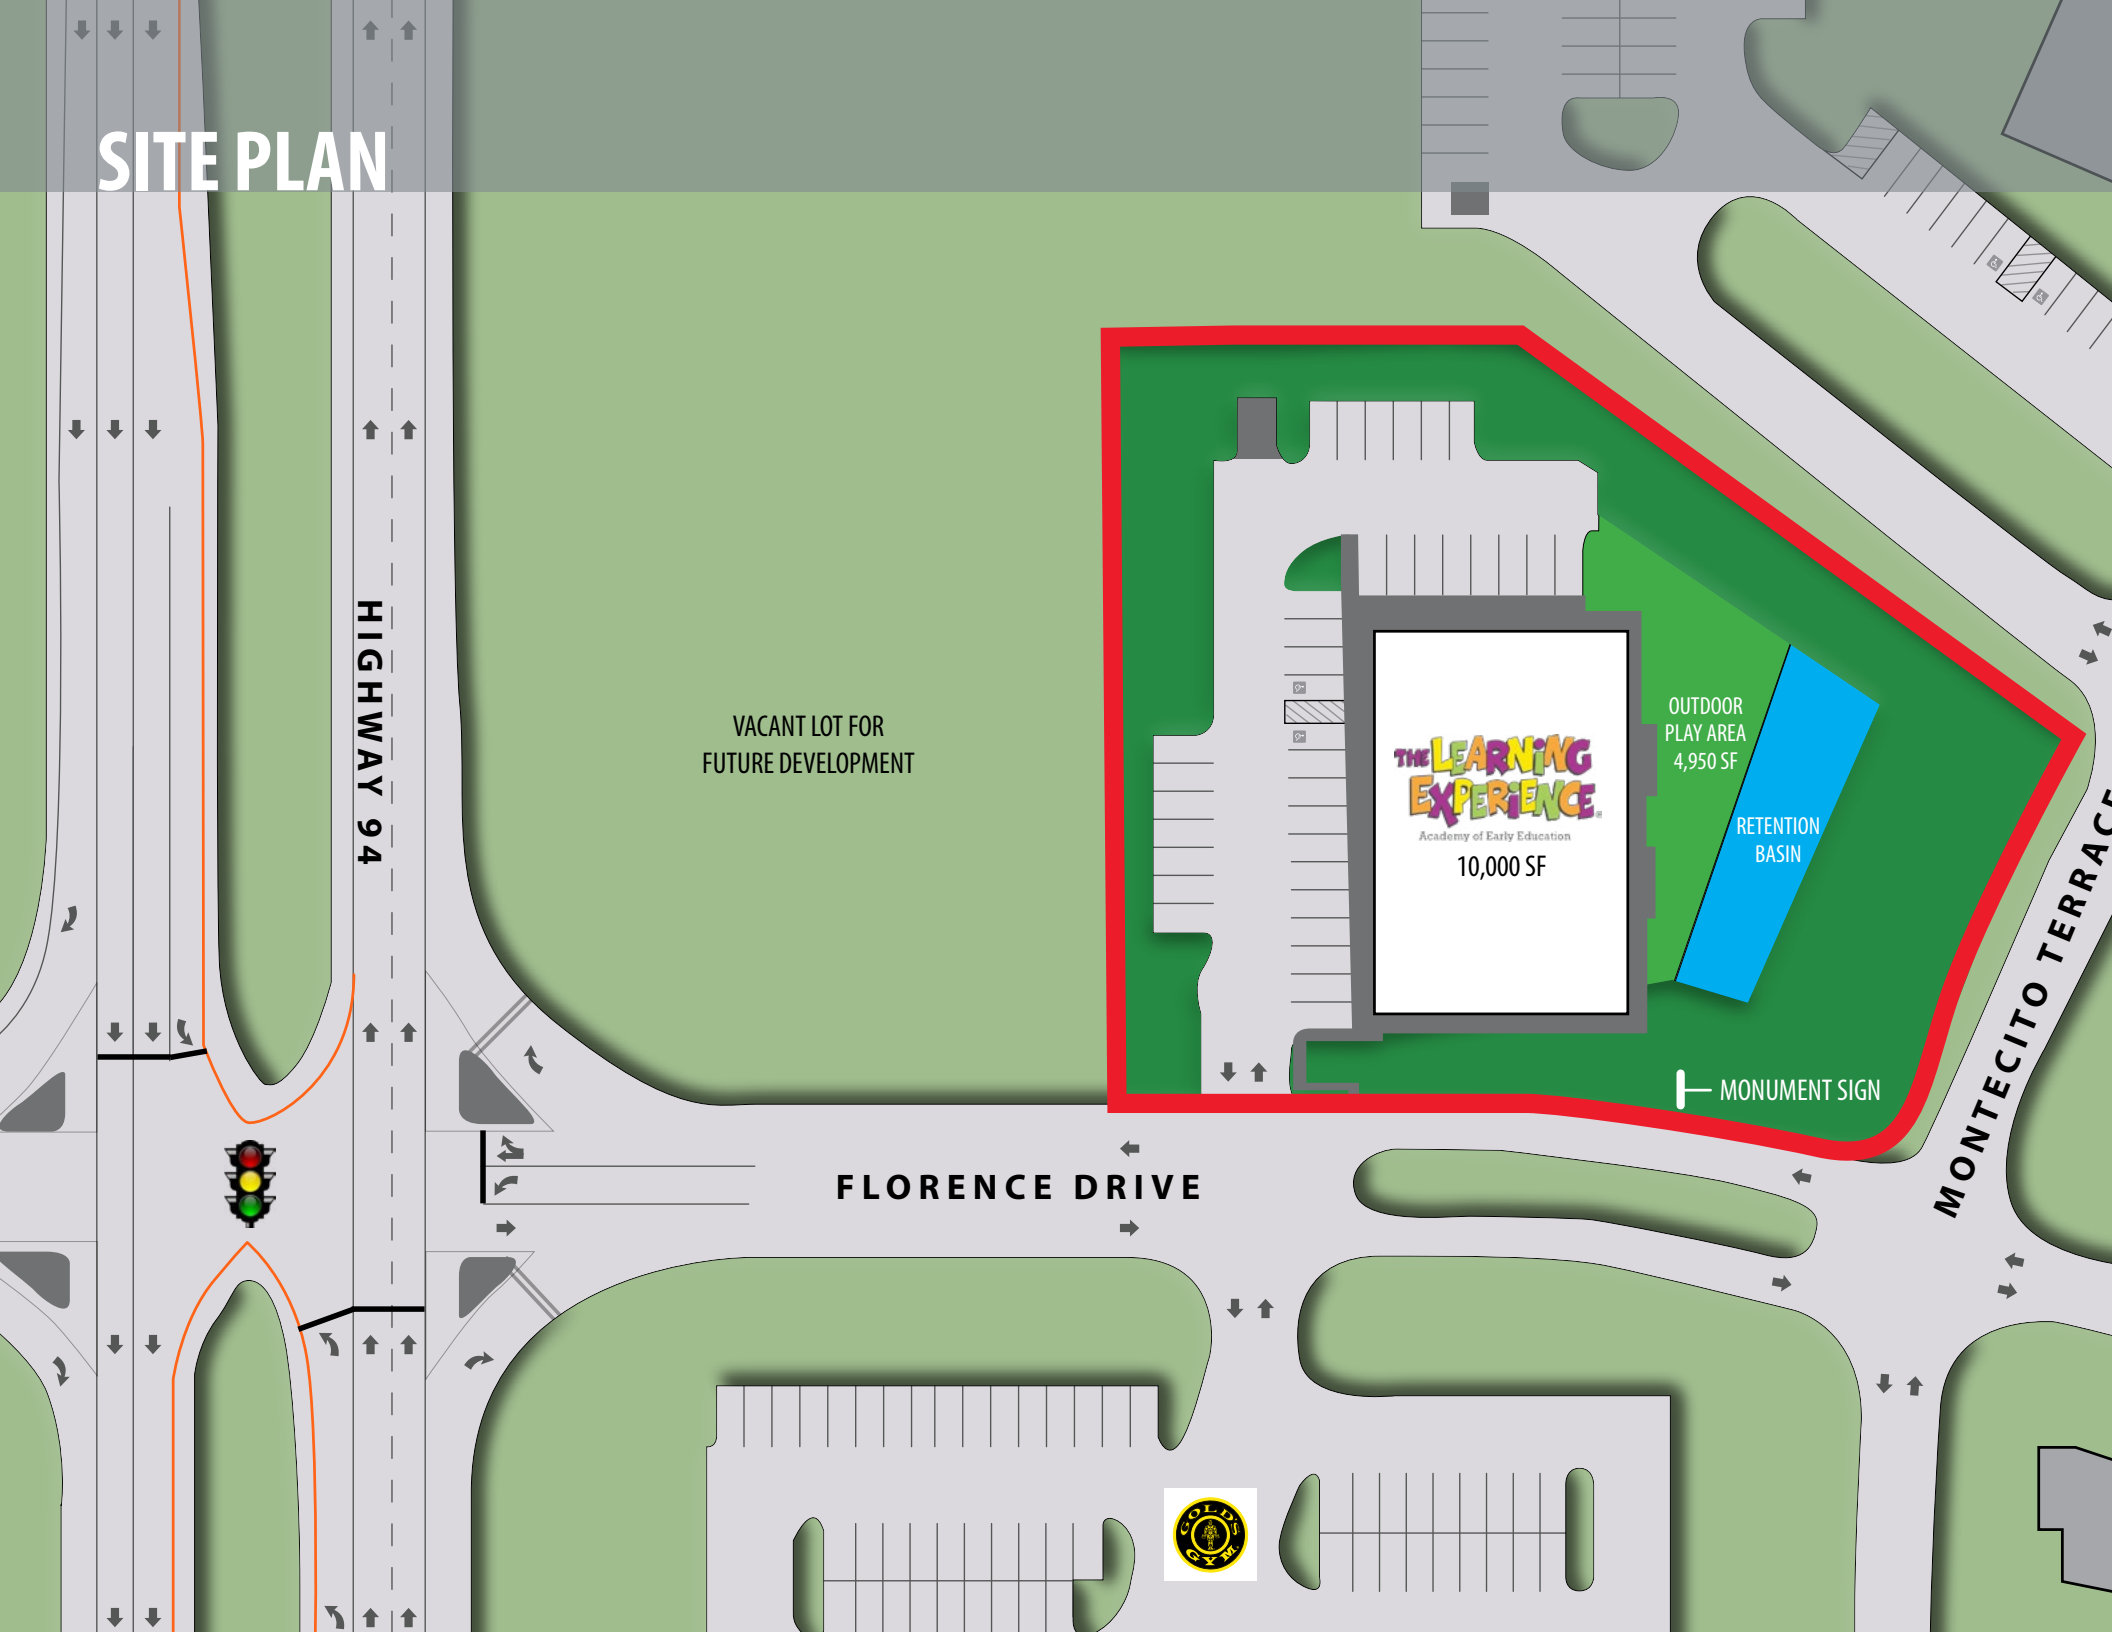 SITE PLAN
HIGHWAY 94
VACANT LOT FOR
FUTURE DEVELOPMENT
THE LEARNING
EXPERIENCE®
Academy of Early Education
10,000 SF
OUTDOOR
PLAY AREA
4,950 SF
RETENTION
BASIN
MONUMENT SIGN
MONTECITO TERRACE
FLORENCE DRIVE
GOLD'S
GYM